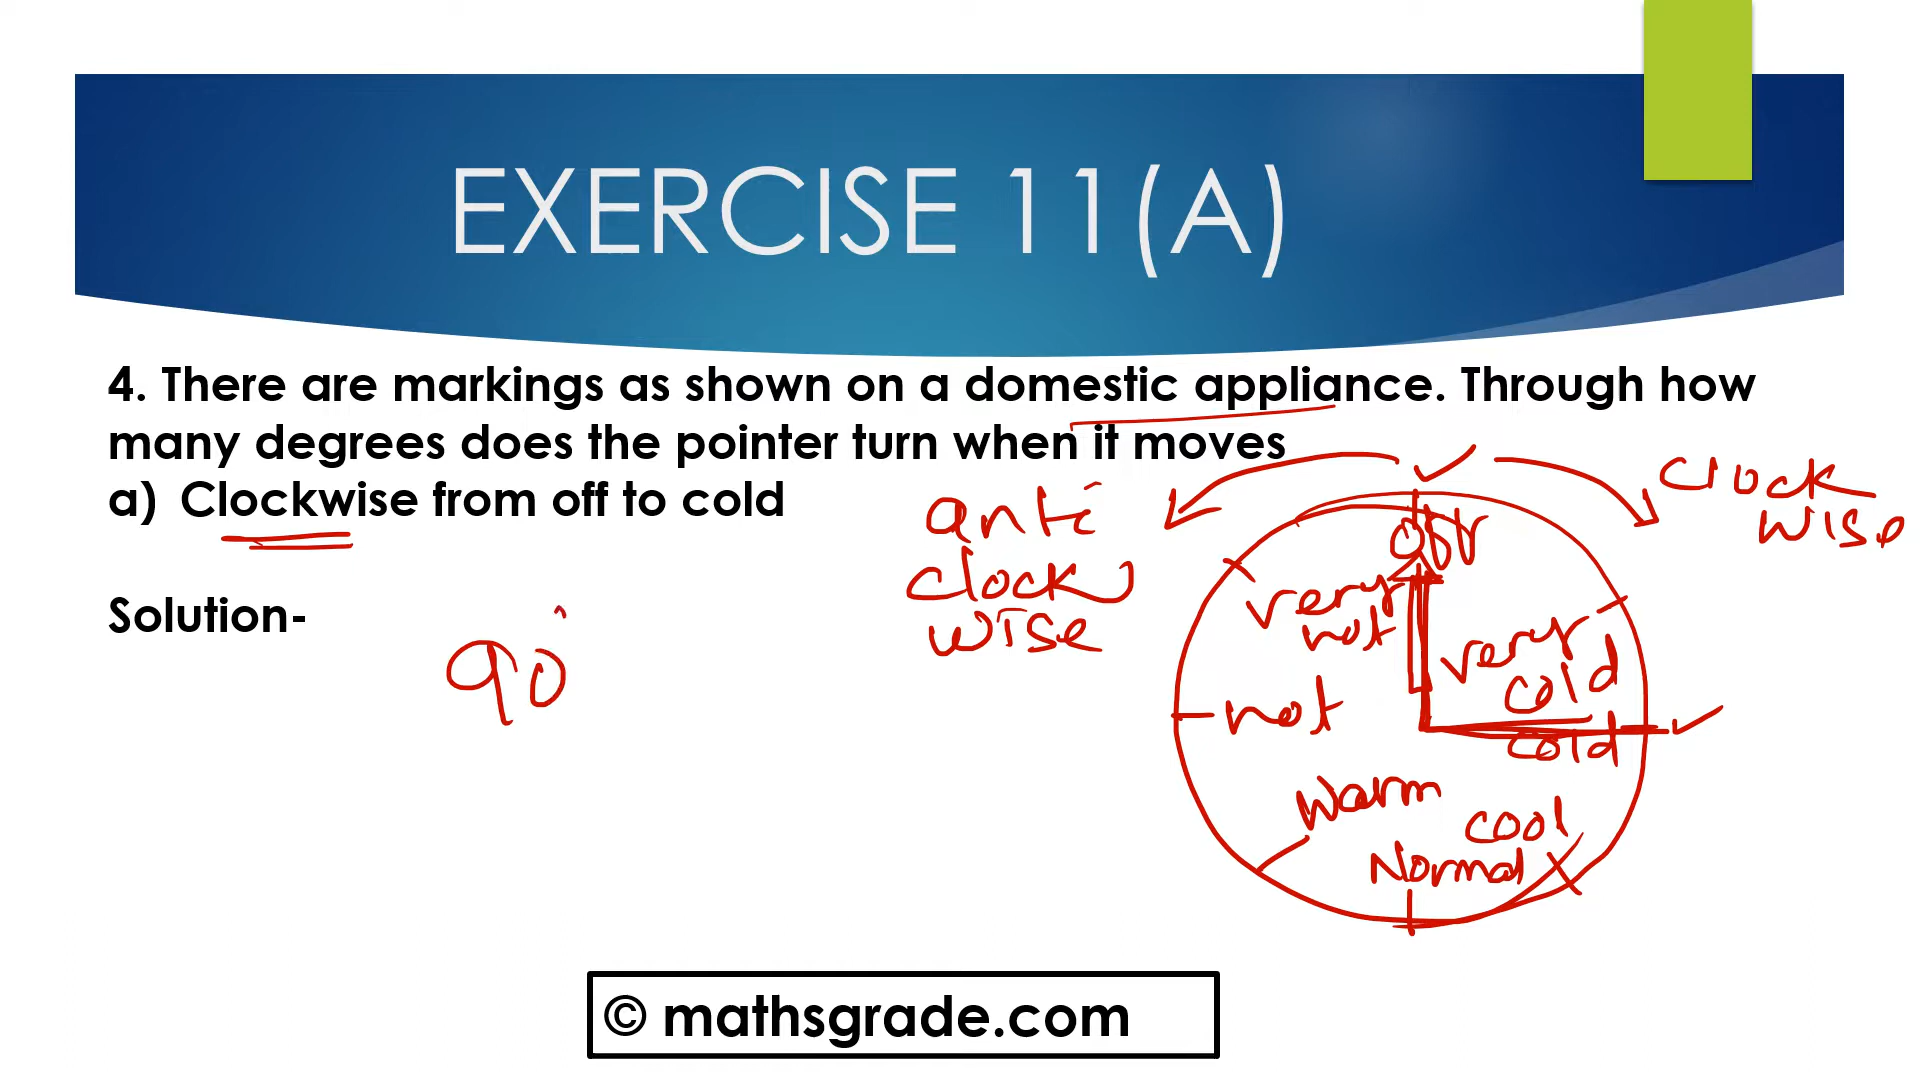 EXERCISE 11(A)
4. There are markings as shown on a domestic appliance. Through how
many degrees does the pointer turn when it moves
a) Clockwise from off to cold
Solution-
90°
anti
clock
wise
clock
wise
off
very
not
very
cold
not
cold
warm
cool
Normal
© mathsgrade.com